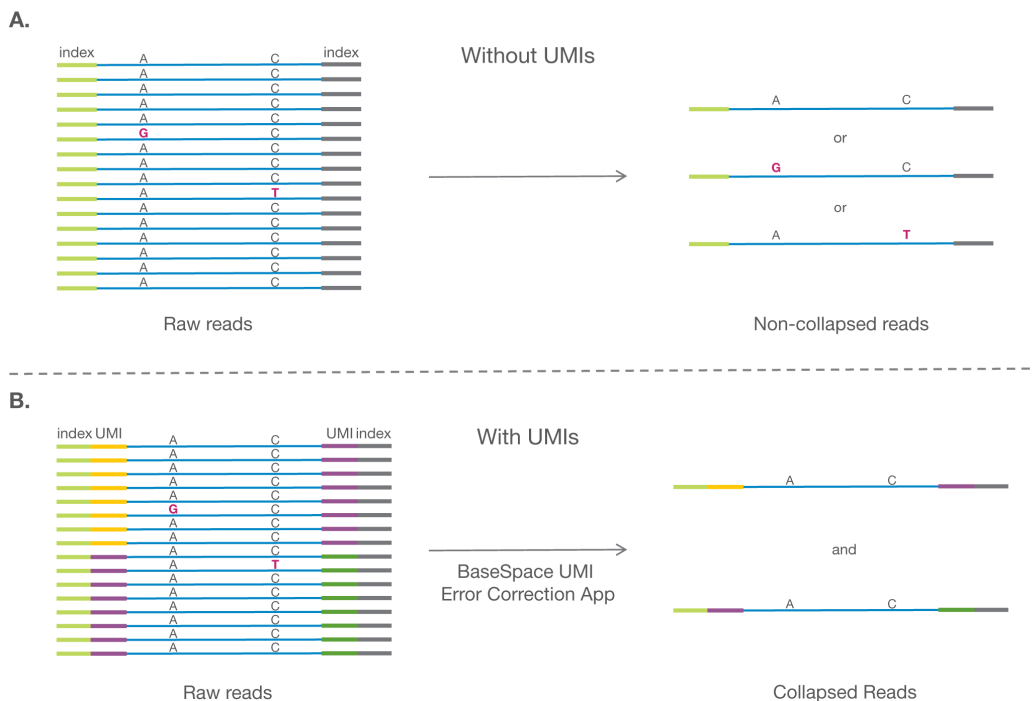 A.
index A C index
Without UMIs
A C
A C
A C
A C
G C
A C
A C
A C
A T
A C
A C
A C
A C
A C
A C
A C
or
G C
or
A T
Raw reads
Non-collapsed reads
B.
index UMI A C UMI index
With UMIs
A C
A C
A C
A C
G C
A C
A C
A C
A T
A C
A C
A C
A C
A C
A C
BaseSpace UMI
Error Correction App
A C
and
A C
Raw reads
Collapsed Reads